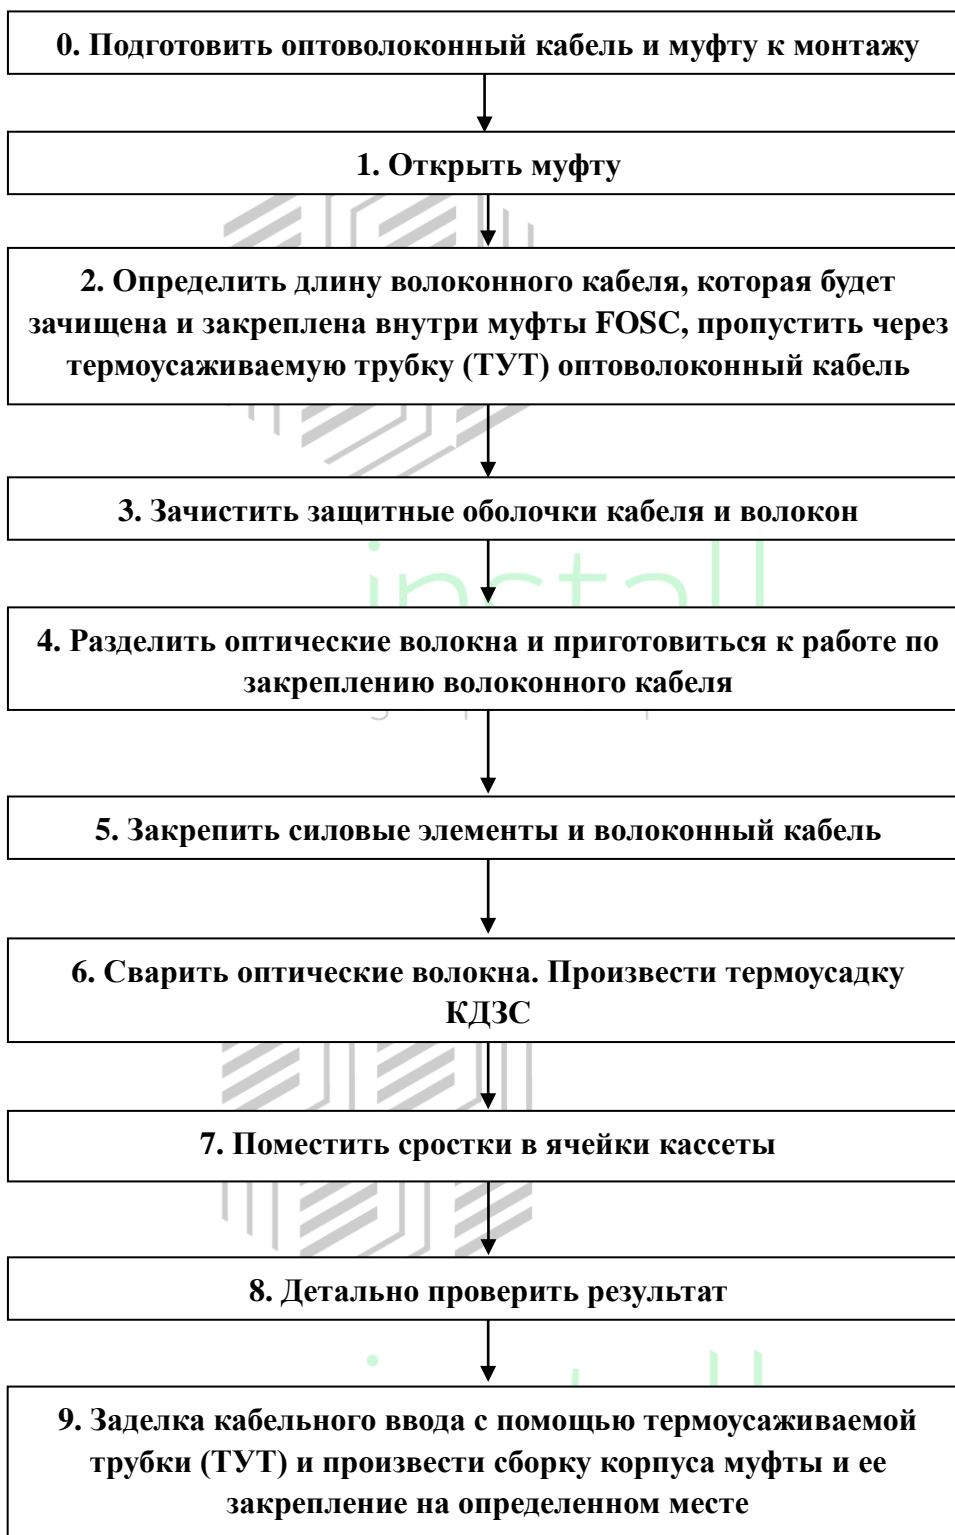 0. Подготовить оптоволоконный кабель и муфту к монтажу
1. Открыть муфту
2. Определить длину волоконного кабеля, которая будет
зачищена и закреплена внутри муфты FOSC, пропустить через
термоусаживаемую трубку (ТУТ) оптоволоконный кабель
3. Зачистить защитные оболочки кабеля и волокон
install
4. Разделить оптические волокна и приготовиться к работе по
закреплению волоконного кабеля
5. Закрепить силовые элементы и волоконный кабель
6. Сварить оптические волокна. Произвести термоусадку
КДЗС
7. Поместить сростки в ячейки кассеты
8. Детально проверить результат
9. Заделка кабельного ввода с помощью термоусаживаемой
трубки (ТУТ) и произвести сборку корпуса муфты и ее
закрепление на определенном месте